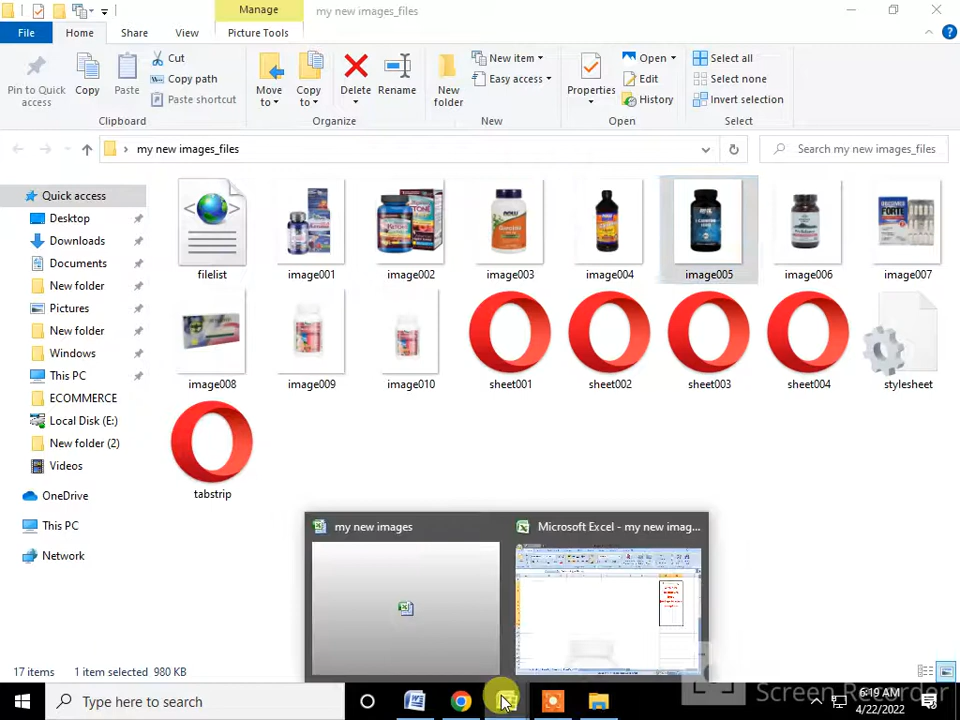 Manage
my new images_files
File
Home
Share
View
Picture Tools
Pin to Quick access
Copy
Paste
Cut
Copy path
Paste shortcut
Clipboard
Move to
Copy to
Delete
Rename
Organize
New folder
New item
Easy access
New
Properties
Open
Edit
History
Open
Select all
Select none
Invert selection
Select
my new images_files
Search my new images_files
Quick access
Desktop
Downloads
Documents
New folder
Pictures
New folder
Windows
This PC
ECOMMERCE
Local Disk (E:)
New folder (2)
Videos
OneDrive
This PC
Network
filelist
image001
image002
image003
image004
image005
image006
image007
image008
image009
image010
sheet001
sheet002
sheet003
sheet004
stylesheet
tabstrip
my new images
Microsoft Excel - my new imag...
17 items
1 item selected 980 KB
Type here to search
Screen Recorder
6:19 AM
4/22/2022